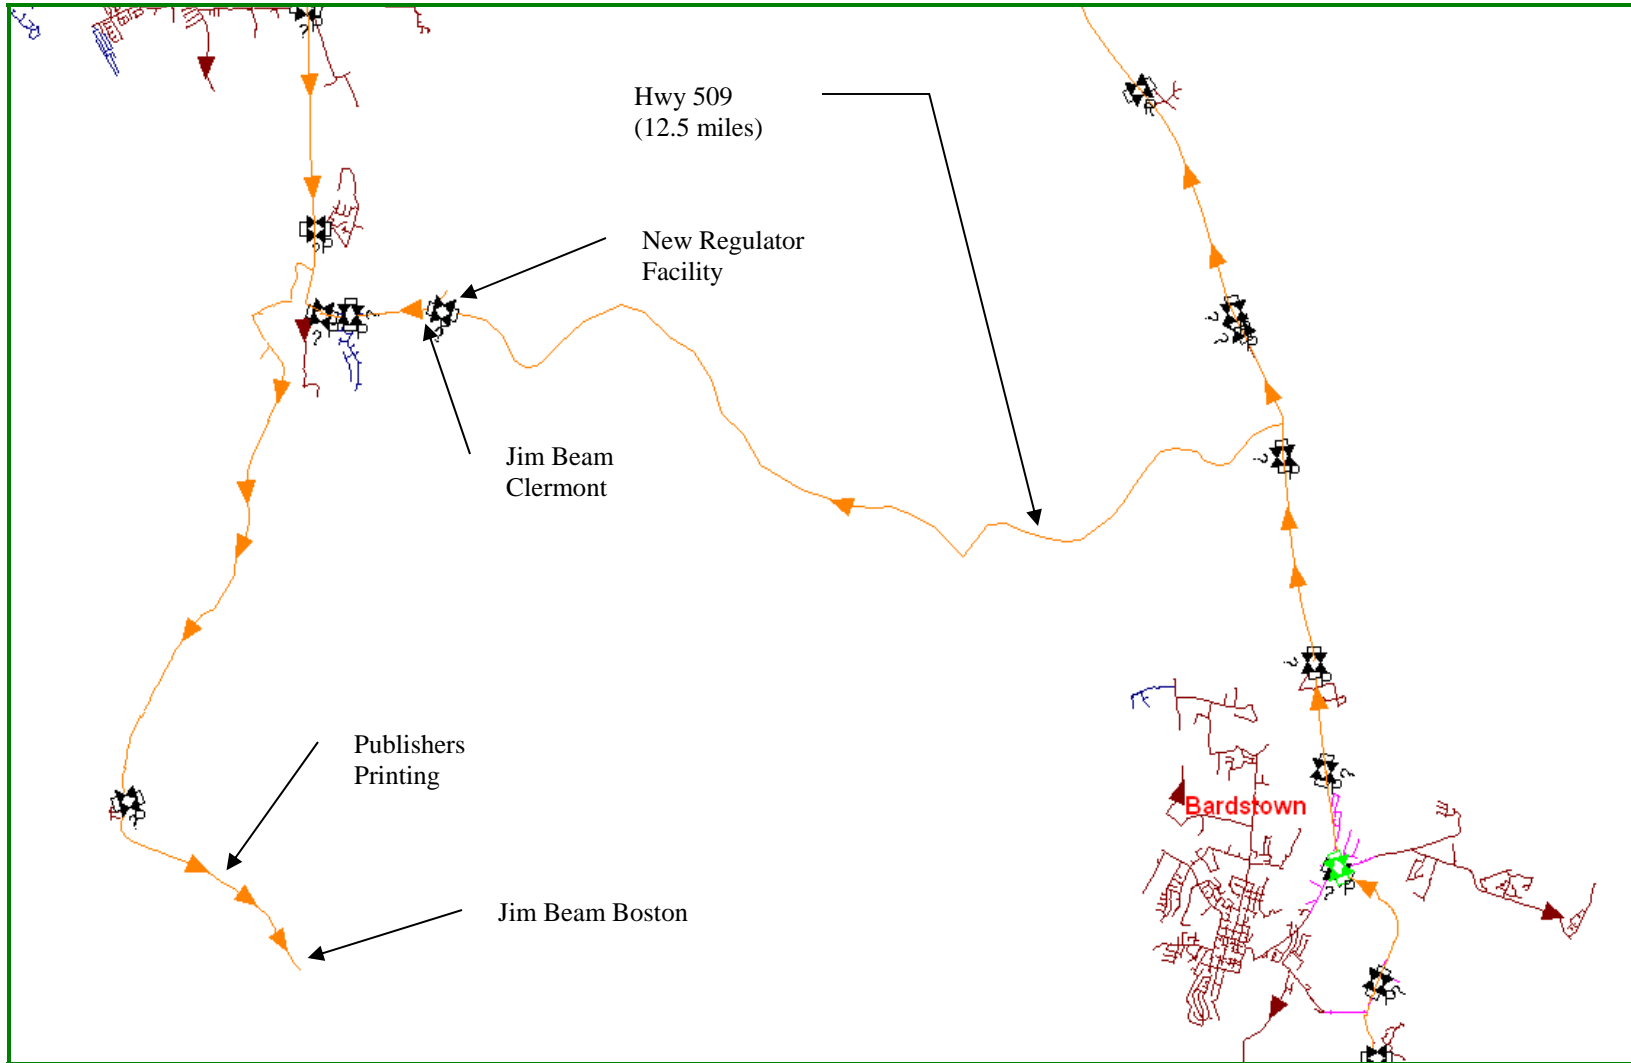 Hwy 509
(12.5 miles)
New Regulator
Facility
Jim Beam
Clermont
Publishers
Printing
Bardstown
Jim Beam Boston